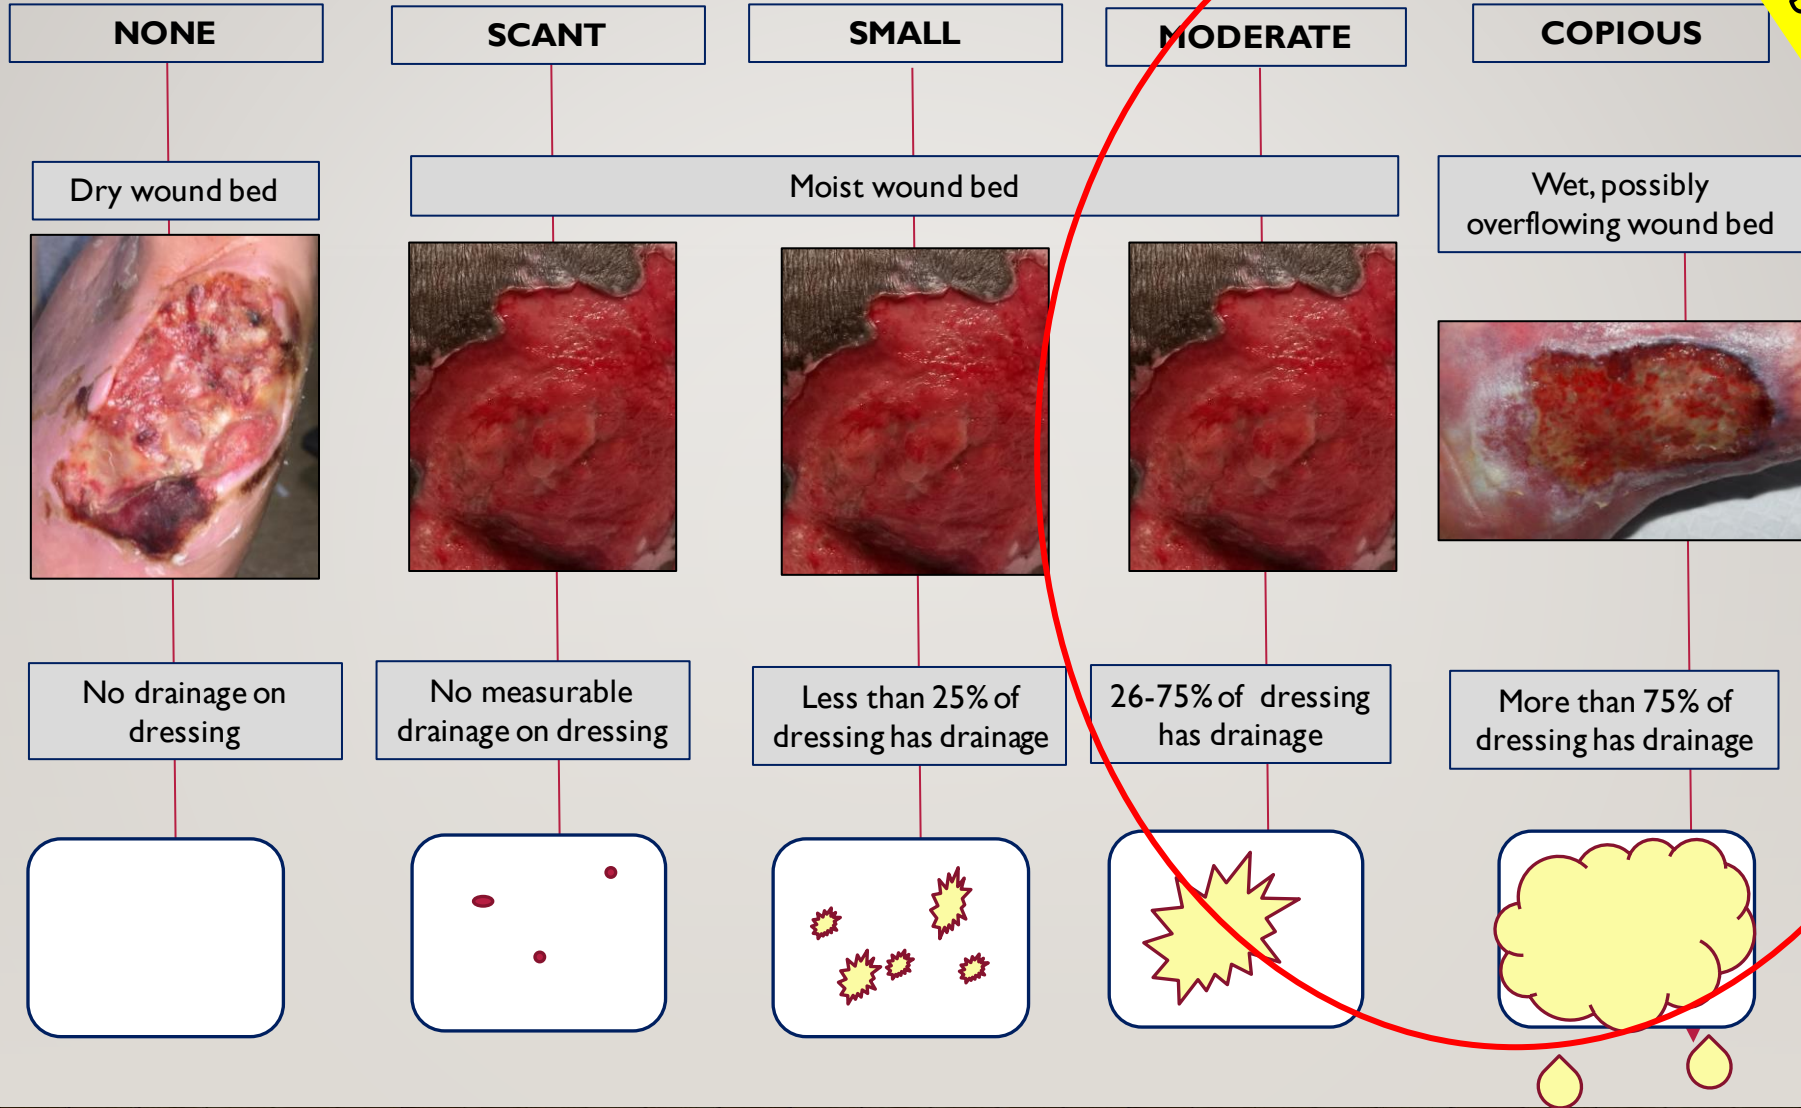 NONE
SCANT
SMALL
MODERATE
COPIOUS
Dry wound bed
Moist wound bed
Wet, possibly
overflowing wound bed
No drainage on
dressing
No measurable
drainage on dressing
Less than 25% of
dressing has drainage
26-75% of dressing
has drainage
More than 75% of
dressing has drainage